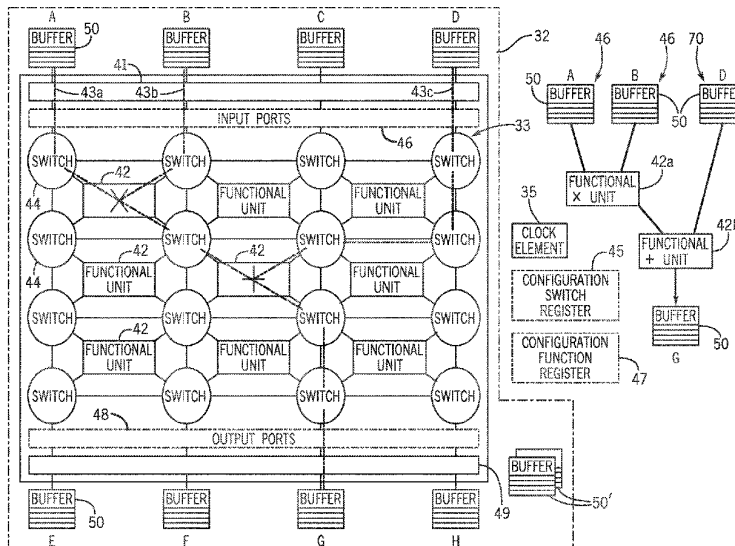 A B C D
BUFFER 50 BUFFER BUFFER BUFFER
32
41
43a 43b 43c
INPUT PORTS
46
33
SWITCH SWITCH SWITCH SWITCH
42
44
FUNCTIONAL UNIT FUNCTIONAL UNIT
SWITCH SWITCH SWITCH SWITCH
44
42 42
FUNCTIONAL UNIT FUNCTIONAL UNIT
SWITCH SWITCH SWITCH SWITCH
42
FUNCTIONAL UNIT FUNCTIONAL UNIT FUNCTIONAL UNIT
SWITCH SWITCH SWITCH SWITCH
48
OUTPUT PORTS
49
BUFFER 50 BUFFER BUFFER BUFFER
E F G H
46 46 70
A B D
50 BUFFER BUFFER 50 BUFFER
42a
FUNCTIONAL
× UNIT
42b
FUNCTIONAL
+ UNIT
BUFFER 50
G
35
CLOCK
ELEMENT
45
CONFIGURATION
SWITCH
REGISTER
CONFIGURATION
FUNCTION
REGISTER
47
BUFFER
50'